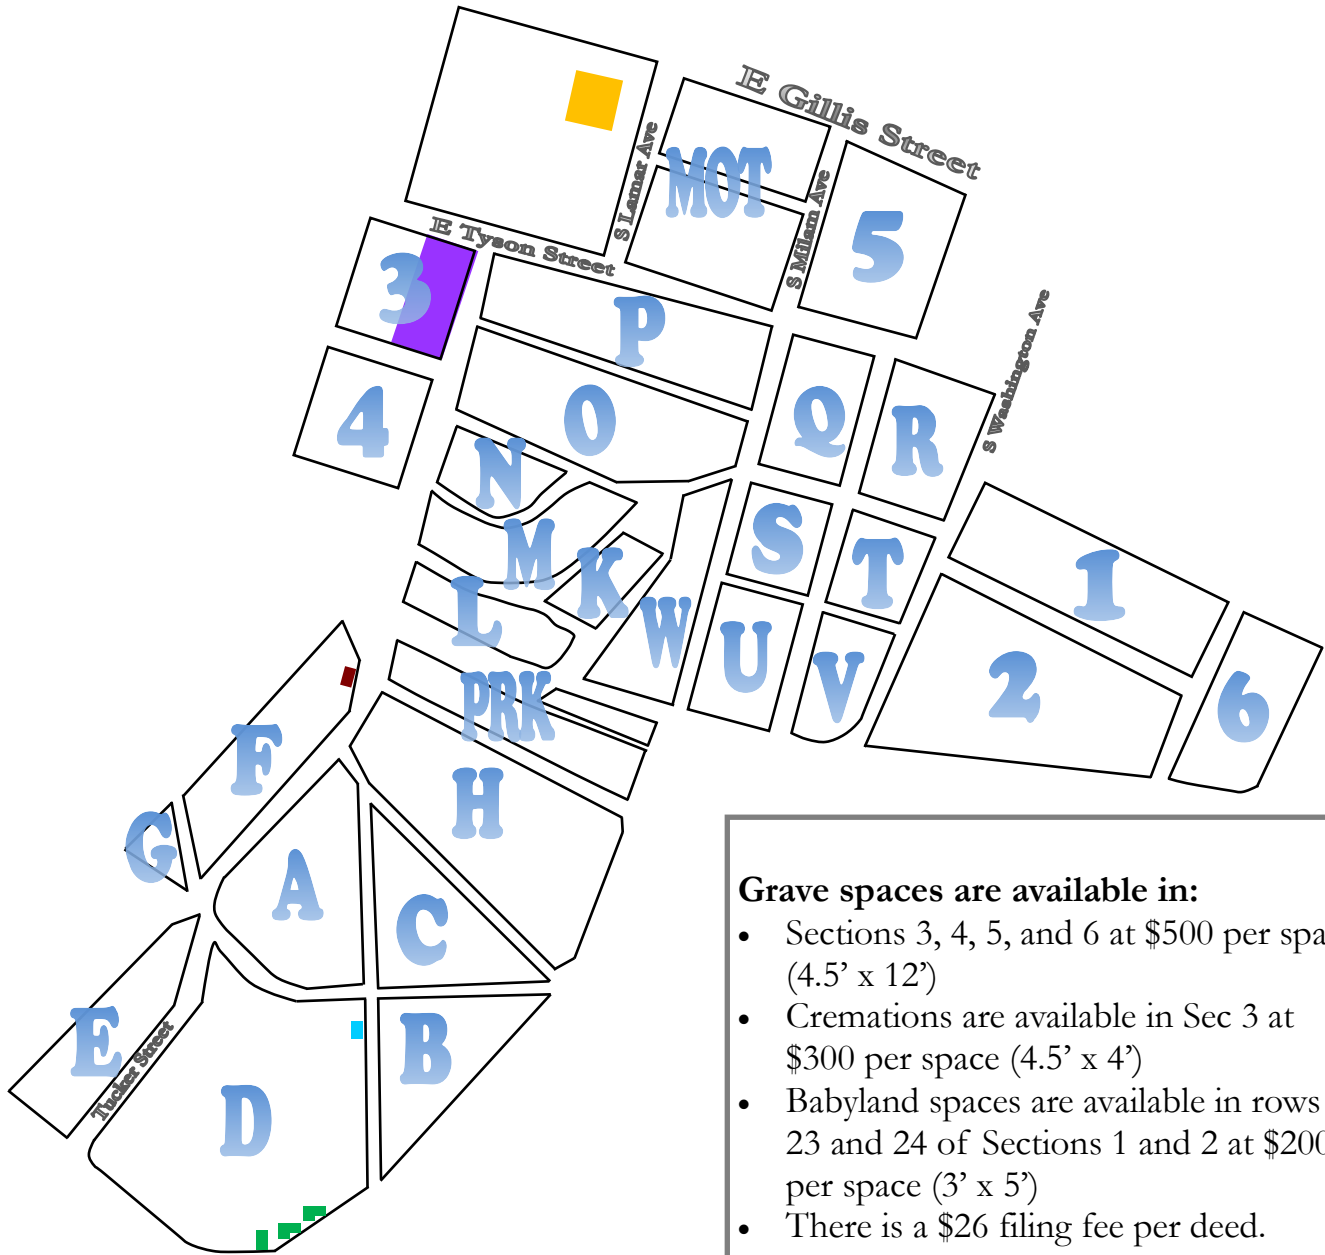 E Gillis Street
S Lamar Ave
MOT
S Milam Ave
5
E Tyson Street
3
P
S Washington Ave
4
O
Q
R
N
M
K
S
T
1
L
W
U
V
2
6
PRK
F
H
G
A
C
E
Tucker Street
B
D
Grave spaces are available in:
• Sections 3, 4, 5, and 6 at $500 per spa
(4.5’ x 12’)
• Cremations are available in Sec 3 at
$300 per space (4.5’ x 4’)
• Babyland spaces are available in rows
23 and 24 of Sections 1 and 2 at $200
per space (3’ x 5’)
• There is a $26 filing fee per deed.